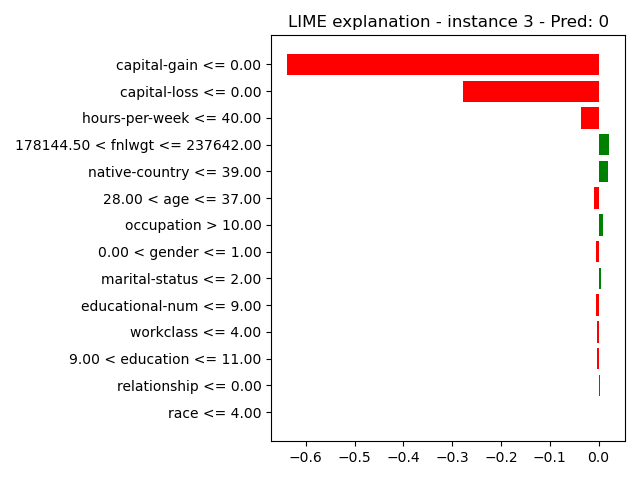 LIME explanation - instance 3 - Pred: 0
capital-gain <= 0.00
capital-loss <= 0.00
hours-per-week <= 40.00
178144.50 < fnlwgt <= 237642.00
native-country <= 39.00
28.00 < age <= 37.00
occupation > 10.00
0.00 < gender <= 1.00
marital-status <= 2.00
educational-num <= 9.00
workclass <= 4.00
9.00 < education <= 11.00
relationship <= 0.00
race <= 4.00
−0.6 −0.5 −0.4 −0.3 −0.2 −0.1 0.0